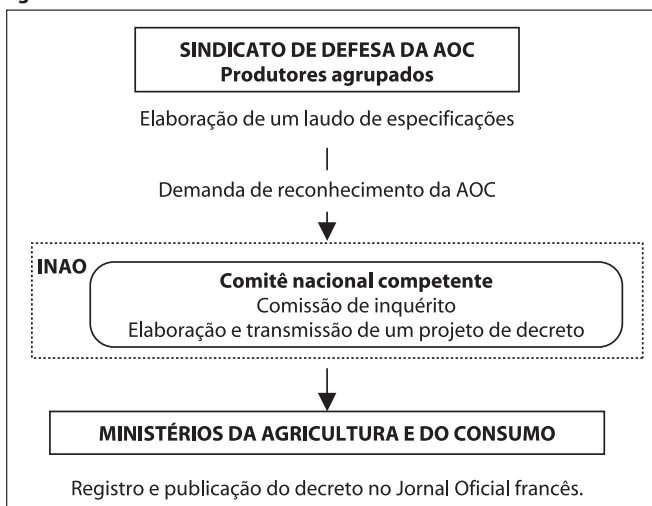 SINDICATO DE DEFESA DA AOC
Produtores agrupados
Elaboração de um laudo de especificações
Demanda de reconhecimento da AOC
INAO
Comitê nacional competente
Comissão de inquérito
Elaboração e transmissão de um projeto de decreto
MINISTÉRIOS DA AGRICULTURA E DO CONSUMO
Registro e publicação do decreto no Jornal Oficial francês.